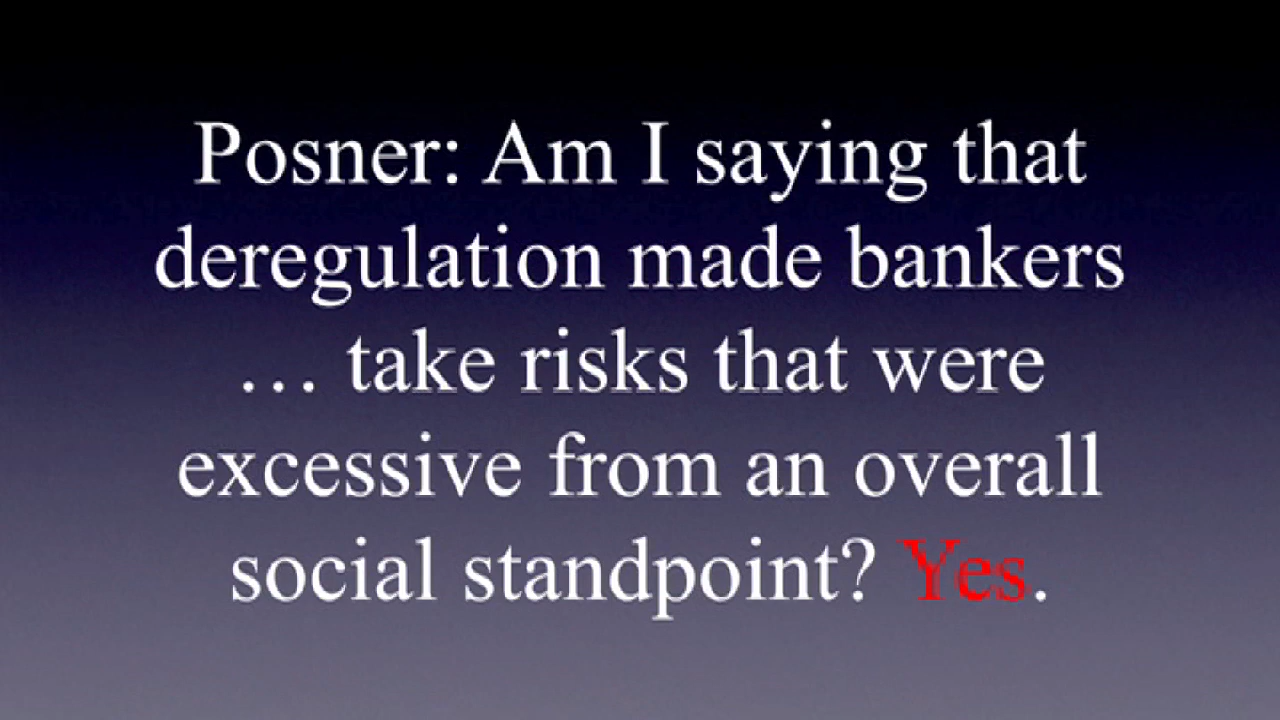 Posner: Am I saying that
deregulation made bankers
… take risks that were
excessive from an overall
social standpoint? Yes.